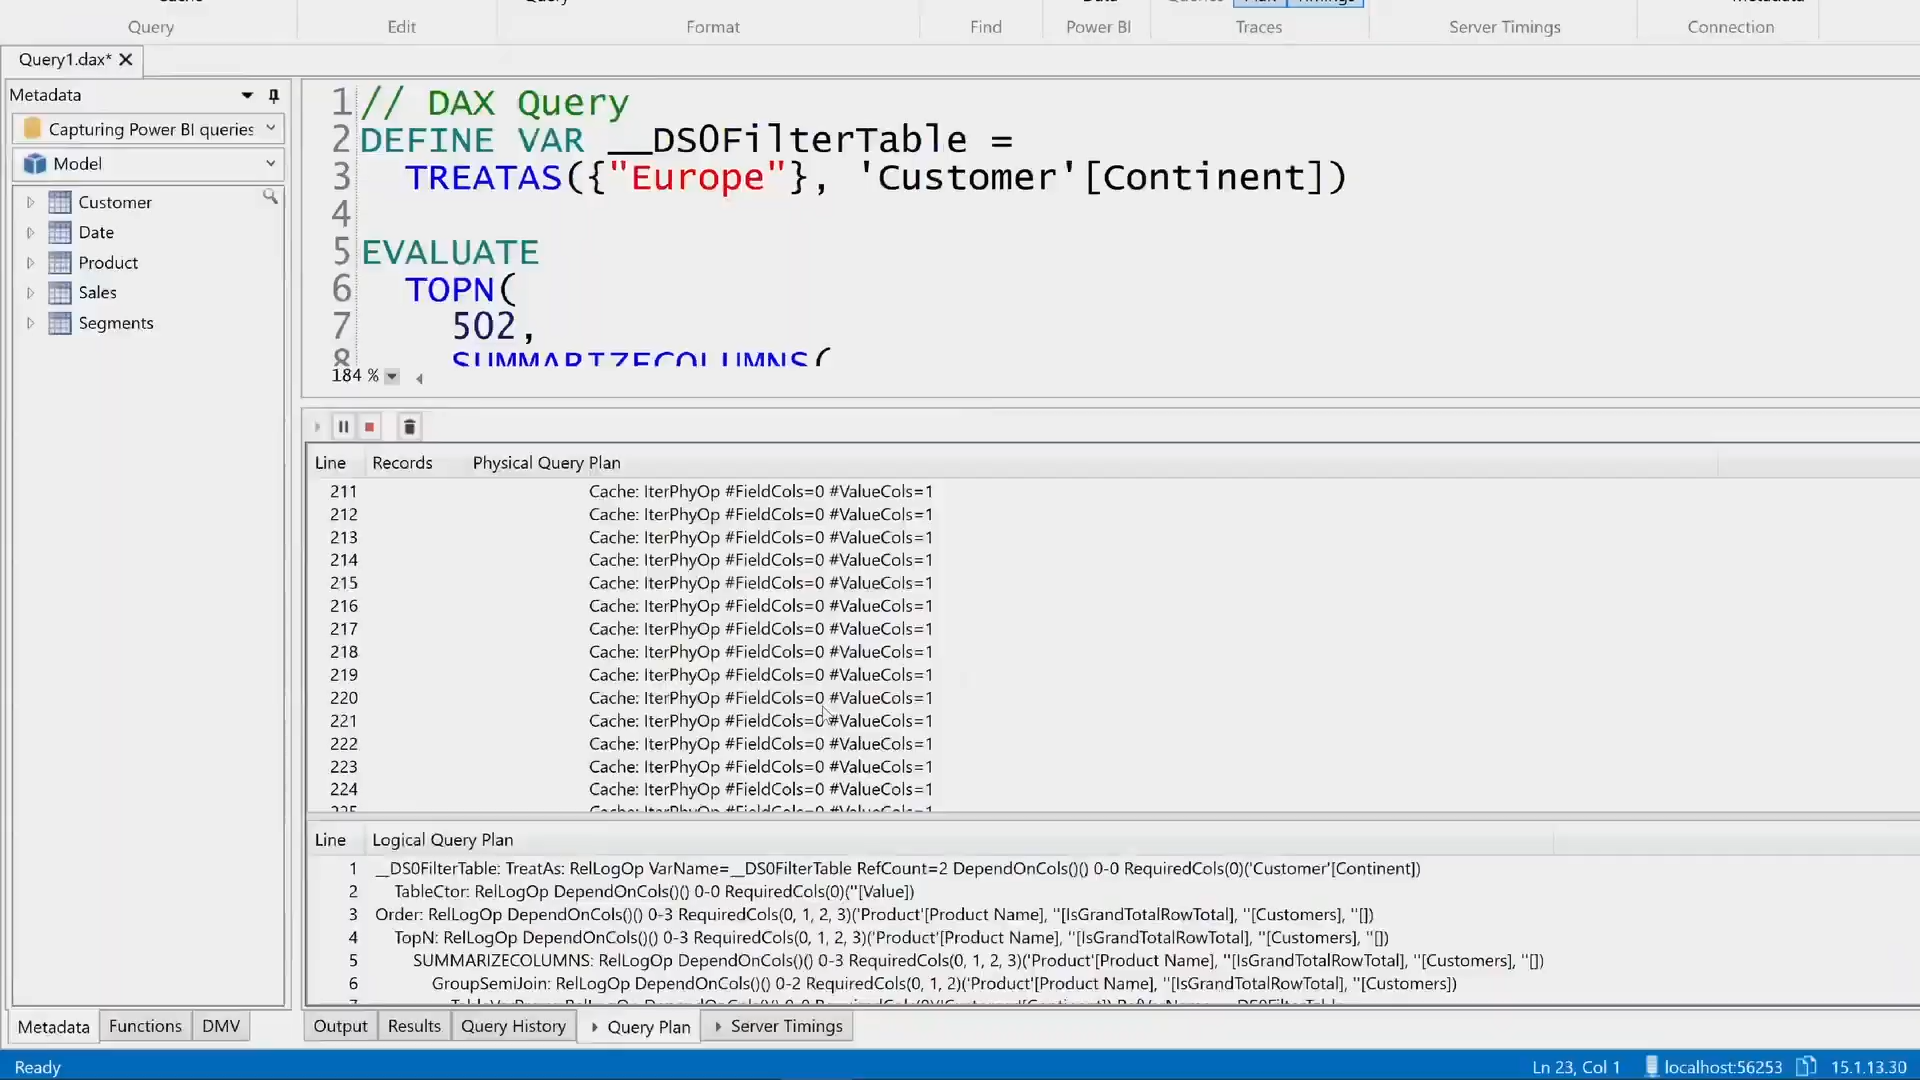 Query
Edit
Format
Find
Power BI
Traces
Server Timings
Connection
Query1.dax*
Metadata
Capturing Power BI queries
Model
Customer
Date
Product
Sales
Segments
1 // DAX Query
2 DEFINE VAR __DS0FilterTable =
3 TREATAS({"Europe"}, 'Customer'[Continent])
4
5 EVALUATE
6 TOPN(
7 502,
8 SUMMARIZECOLUMNS(
184 %
Line Records Physical Query Plan
211 Cache: IterPhyOp #FieldCols=0 #ValueCols=1
212 Cache: IterPhyOp #FieldCols=0 #ValueCols=1
213 Cache: IterPhyOp #FieldCols=0 #ValueCols=1
214 Cache: IterPhyOp #FieldCols=0 #ValueCols=1
215 Cache: IterPhyOp #FieldCols=0 #ValueCols=1
216 Cache: IterPhyOp #FieldCols=0 #ValueCols=1
217 Cache: IterPhyOp #FieldCols=0 #ValueCols=1
218 Cache: IterPhyOp #FieldCols=0 #ValueCols=1
219 Cache: IterPhyOp #FieldCols=0 #ValueCols=1
220 Cache: IterPhyOp #FieldCols=0 #ValueCols=1
221 Cache: IterPhyOp #FieldCols=0 #ValueCols=1
222 Cache: IterPhyOp #FieldCols=0 #ValueCols=1
223 Cache: IterPhyOp #FieldCols=0 #ValueCols=1
224 Cache: IterPhyOp #FieldCols=0 #ValueCols=1
225 Cache: IterPhyOp #FieldCols=0 #ValueCols=1
Line Logical Query Plan
1 __DS0FilterTable: TreatAs: RelLogOp VarName=__DS0FilterTable RefCount=2 DependOnCols()() 0-0 RequiredCols(0)('Customer'[Continent])
2 TableCtor: RelLogOp DependOnCols()() 0-0 RequiredCols(0)(''[Value])
3 Order: RelLogOp DependOnCols()() 0-3 RequiredCols(0, 1, 2, 3)('Product'[Product Name], ''[IsGrandTotalRowTotal], ''[Customers], ''[])
4 TopN: RelLogOp DependOnCols()() 0-3 RequiredCols(0, 1, 2, 3)('Product'[Product Name], ''[IsGrandTotalRowTotal], ''[Customers], ''[])
5 SUMMARIZECOLUMNS: RelLogOp DependOnCols()() 0-3 RequiredCols(0, 1, 2, 3)('Product'[Product Name], ''[IsGrandTotalRowTotal], ''[Customers], ''[])
6 GroupSemiJoin: RelLogOp DependOnCols()() 0-2 RequiredCols(0, 1, 2)('Product'[Product Name], ''[IsGrandTotalRowTotal], ''[Customers])
Metadata Functions DMV
Output Results Query History Query Plan Server Timings
Ready
Ln 23, Col 1 localhost:56253 15.1.13.30